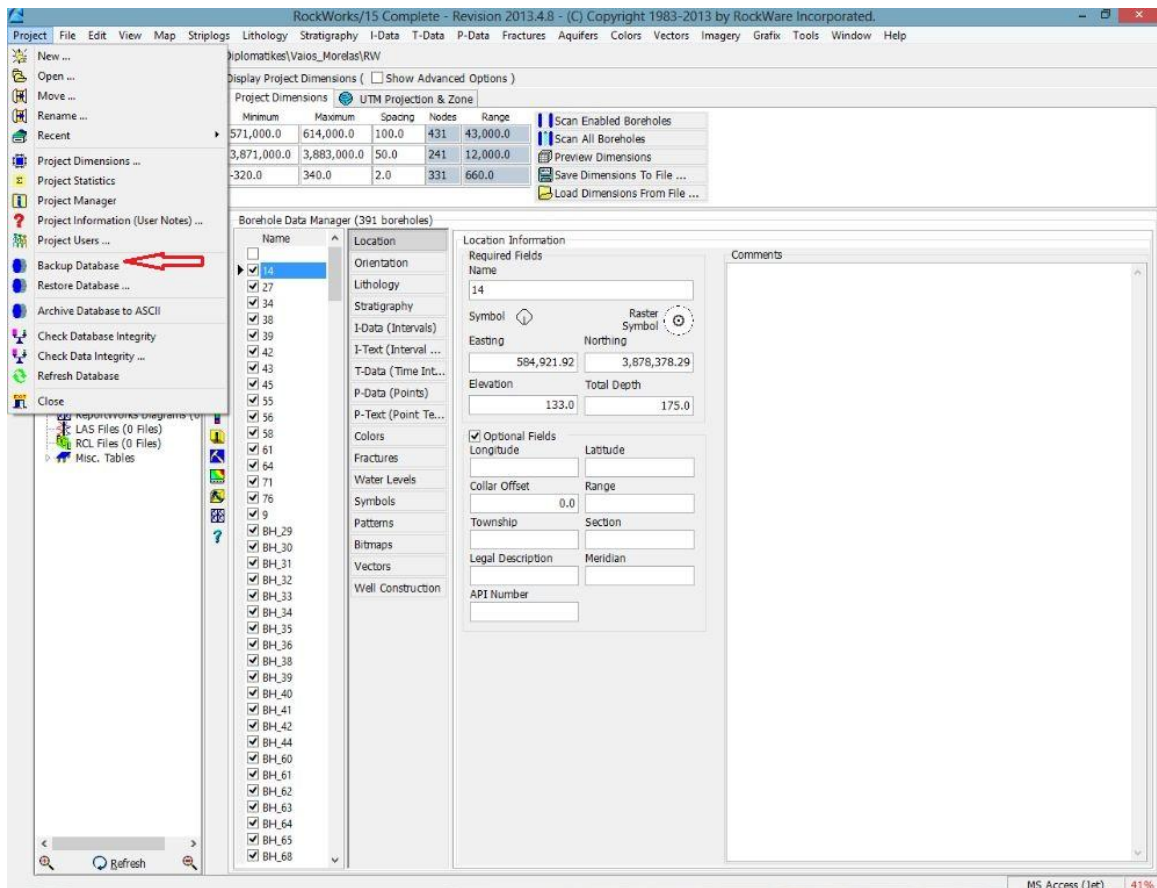 RockWorks/15 Complete - Revision 2013.4.8 - (C) Copyright 1983-2013 by RockWare Incorporated.
Project File Edit View Map Striplogs Lithology Stratigraphy I-Data T-Data P-Data Fractures Aquifers Colors Vectors Imagery Grafix Tools Window Help
New ...
Open ...
Move ...
Rename ...
Recent
Project Dimensions ...
Project Statistics
Project Manager
Project Information (User Notes) ...
Project Users ...
Backup Database
Restore Database ...
Archive Database to ASCII
Check Database Integrity
Check Data Integrity ...
Refresh Database
Close
ReportWorks Diagrams (0
LAS Files (0 Files)
RCL Files (0 Files)
Misc. Tables
Refresh
Diplomatikes\Vaios_Morelas\RW
Display Project Dimensions ( Show Advanced Options )
Project Dimensions UTM Projection & Zone
Minimum Maximum Spacing Nodes Range
571,000.0 614,000.0 100.0 431 43,000.0
3,871,000.0 3,883,000.0 50.0 241 12,000.0
-320.0 340.0 2.0 331 660.0
Scan Enabled Boreholes
Scan All Boreholes
Preview Dimensions
Save Dimensions To File ...
Load Dimensions From File ...
Borehole Data Manager (391 boreholes)
Name
14
27
34
38
39
42
43
45
55
56
58
61
64
71
76
9
BH_29
BH_30
BH_31
BH_32
BH_33
BH_34
BH_35
BH_36
BH_38
BH_39
BH_40
BH_41
BH_42
BH_44
BH_60
BH_61
BH_62
BH_63
BH_64
BH_65
BH_68
Location
Orientation
Lithology
Stratigraphy
I-Data (Intervals)
I-Text (Interval ...
T-Data (Time Int...
P-Data (Points)
P-Text (Point Te...
Colors
Fractures
Water Levels
Symbols
Patterns
Bitmaps
Vectors
Well Construction
Location Information
Required Fields
Name
14
Symbol Raster Symbol
Easting Northing
584,921.92 3,878,378.29
Elevation Total Depth
133.0 175.0
Optional Fields
Longitude Latitude
Collar Offset Range
0.0
Township Section
Legal Description Meridian
API Number
Comments
MS Access (Jet) 41%